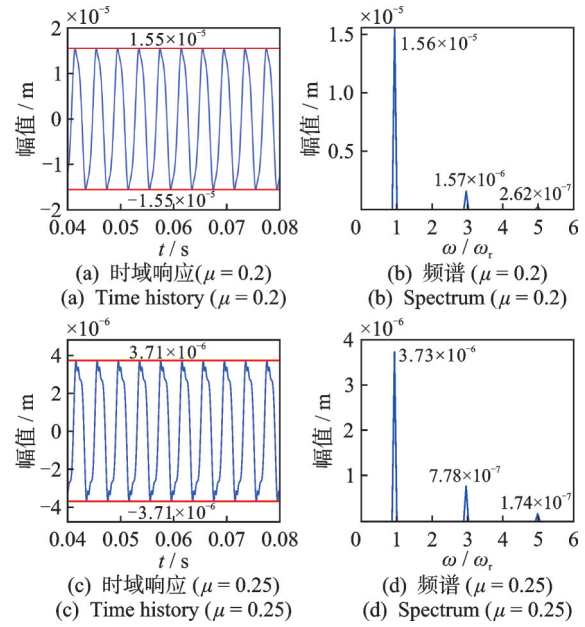 ×10⁻⁵
2
1
0
−1
−2
幅值 / m
1.55×10⁻⁵
−1.55×10⁻⁵
0.04 0.05 0.06 0.07 0.08
t / s
(a) 时域响应(μ = 0.2)
(a) Time history (μ = 0.2)
×10⁻⁵
1.5
1.0
0.5
幅值 / m
1.56×10⁻⁵
1.57×10⁻⁶
2.62×10⁻⁷
0 1 2 3 4 5 6
ω / ωr
(b) 频谱 (μ = 0.2)
(b) Spectrum (μ = 0.2)
×10⁻⁶
4
2
0
−2
−4
幅值 / m
3.71×10⁻⁶
−3.71×10⁻⁶
0.04 0.05 0.06 0.07 0.08
t / s
(c) 时域响应 (μ = 0.25)
(c) Time history (μ = 0.25)
×10⁻⁶
4
3
2
1
幅值 / m
3.73×10⁻⁶
7.78×10⁻⁷
1.74×10⁻⁷
0 1 2 3 4 5 6
ω / ωr
(d) 频谱 (μ = 0.25)
(d) Spectrum (μ = 0.25)